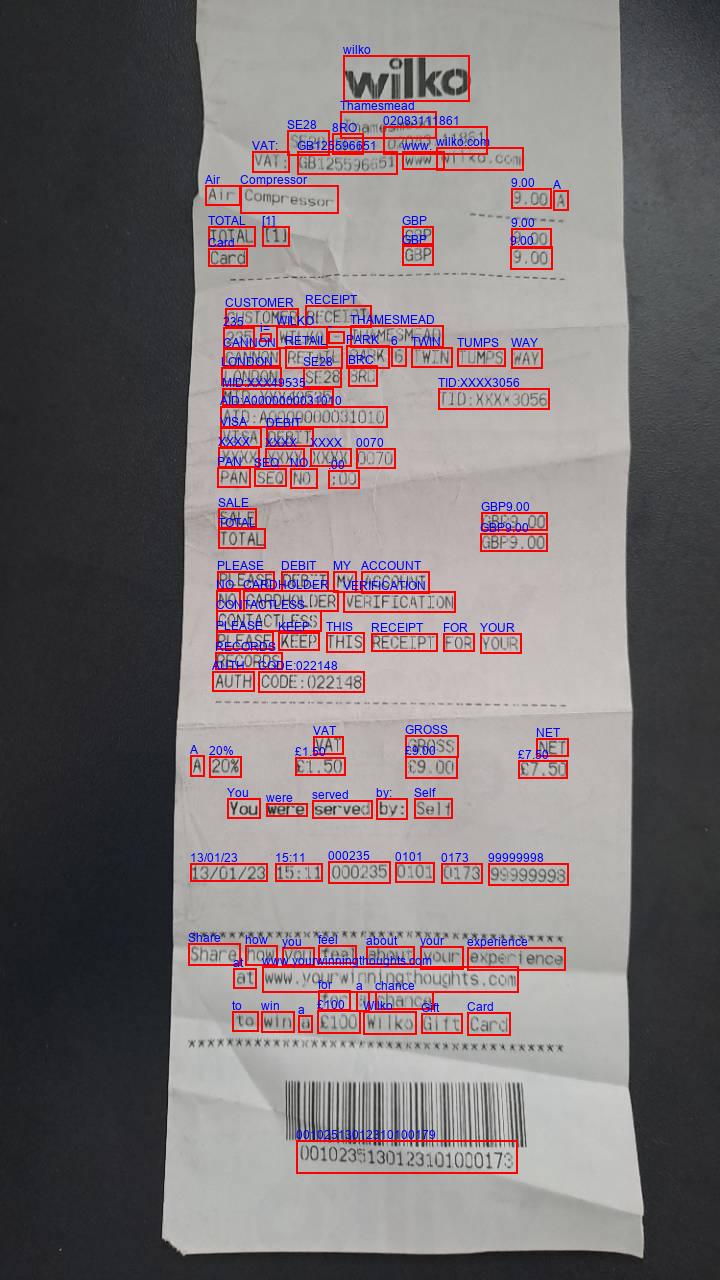 wilko
Thamesmead
SE28 8RO 02083111861
VAT: GB125596651 www.wilko.com
Air Compressor 9.00 A
TOTAL [1] GBP 9.00
Card GBP 9.00
CUSTOMER RECEIPT
235 - WILKO - THAMESMEAD
CANNON RETAIL PARK 6 TWIN TUMPS WAY
LONDON SE28 8RO
MID:XXX49535 TID:XXXX3056
AID:A0000000031010
VISA DEBIT
XXXX XXXX XXXX 0070
PAN SEQ NO :00
SALE GBP9.00
TOTAL GBP9.00
PLEASE DEBIT MY ACCOUNT
NO CARDHOLDER VERIFICATION
CONTACTLESS
PLEASE KEEP THIS RECEIPT FOR YOUR
RECORDS
AUTH CODE:022148
VAT GROSS NET
A 20% £1.50 £9.00 £7.50
You were served by: Self
13/01/23 15:11 000235 0101 0173 99999998
Share how you feel about your experience
at www.yourwinningthoughts.com
for a chance
to win a £100 Wilko Gift Card
0010235130123101000173